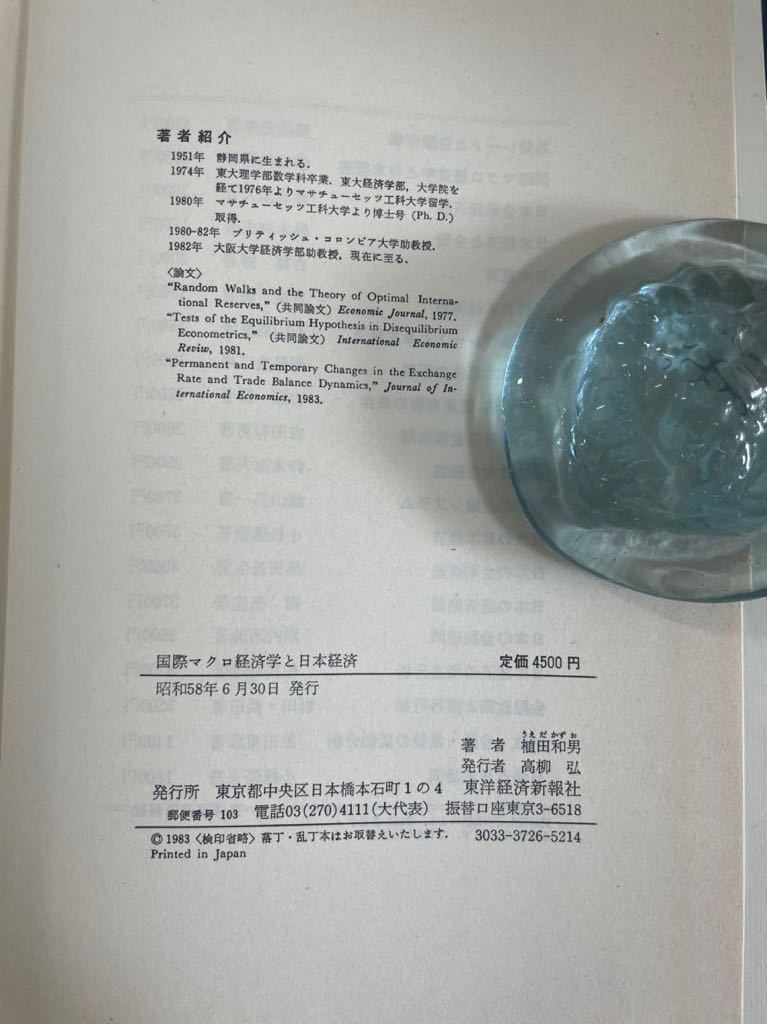 著者紹介
1951年 静岡県に生まれる．
1974年 東大理学部数学科卒業．東大経済学部，大学院を
経て1976年よりマサチューセッツ工科大学留学．
1980年 マサチューセッツ工科大学より博士号（Ph. D.）
取得．
1980-82年 ブリティッシュ・コロンビア大学助教授．
1982年 大阪大学経済学部助教授，現在に至る．
〈論文〉
“Random Walks and the Theory of Optimal Interna-
tional Reserves,” （共同論文） Economic Journal, 1977.
“Tests of the Equilibrium Hypothesis in Disequilibrium
Econometrics,” （共同論文） International Economic
Reviw, 1981.
“Permanent and Temporary Changes in the Exchange
Rate and Trade Balance Dynamics,” Journal of In-
ternational Economics, 1983.
国際マクロ経済学と日本経済 定価 4500 円
昭和58年6月30日 発行
うえ だ かず お
著者 植田和男
発行者 高柳 弘
発行所 東京都中央区日本橋本石町1の4 東洋経済新報社
郵便番号 103 電話03(270)4111(大代表) 振替口座東京3-6518
© 1983 〈検印省略〉 落丁・乱丁本はお取替えいたします． 3033-3726-5214
Printed in Japan